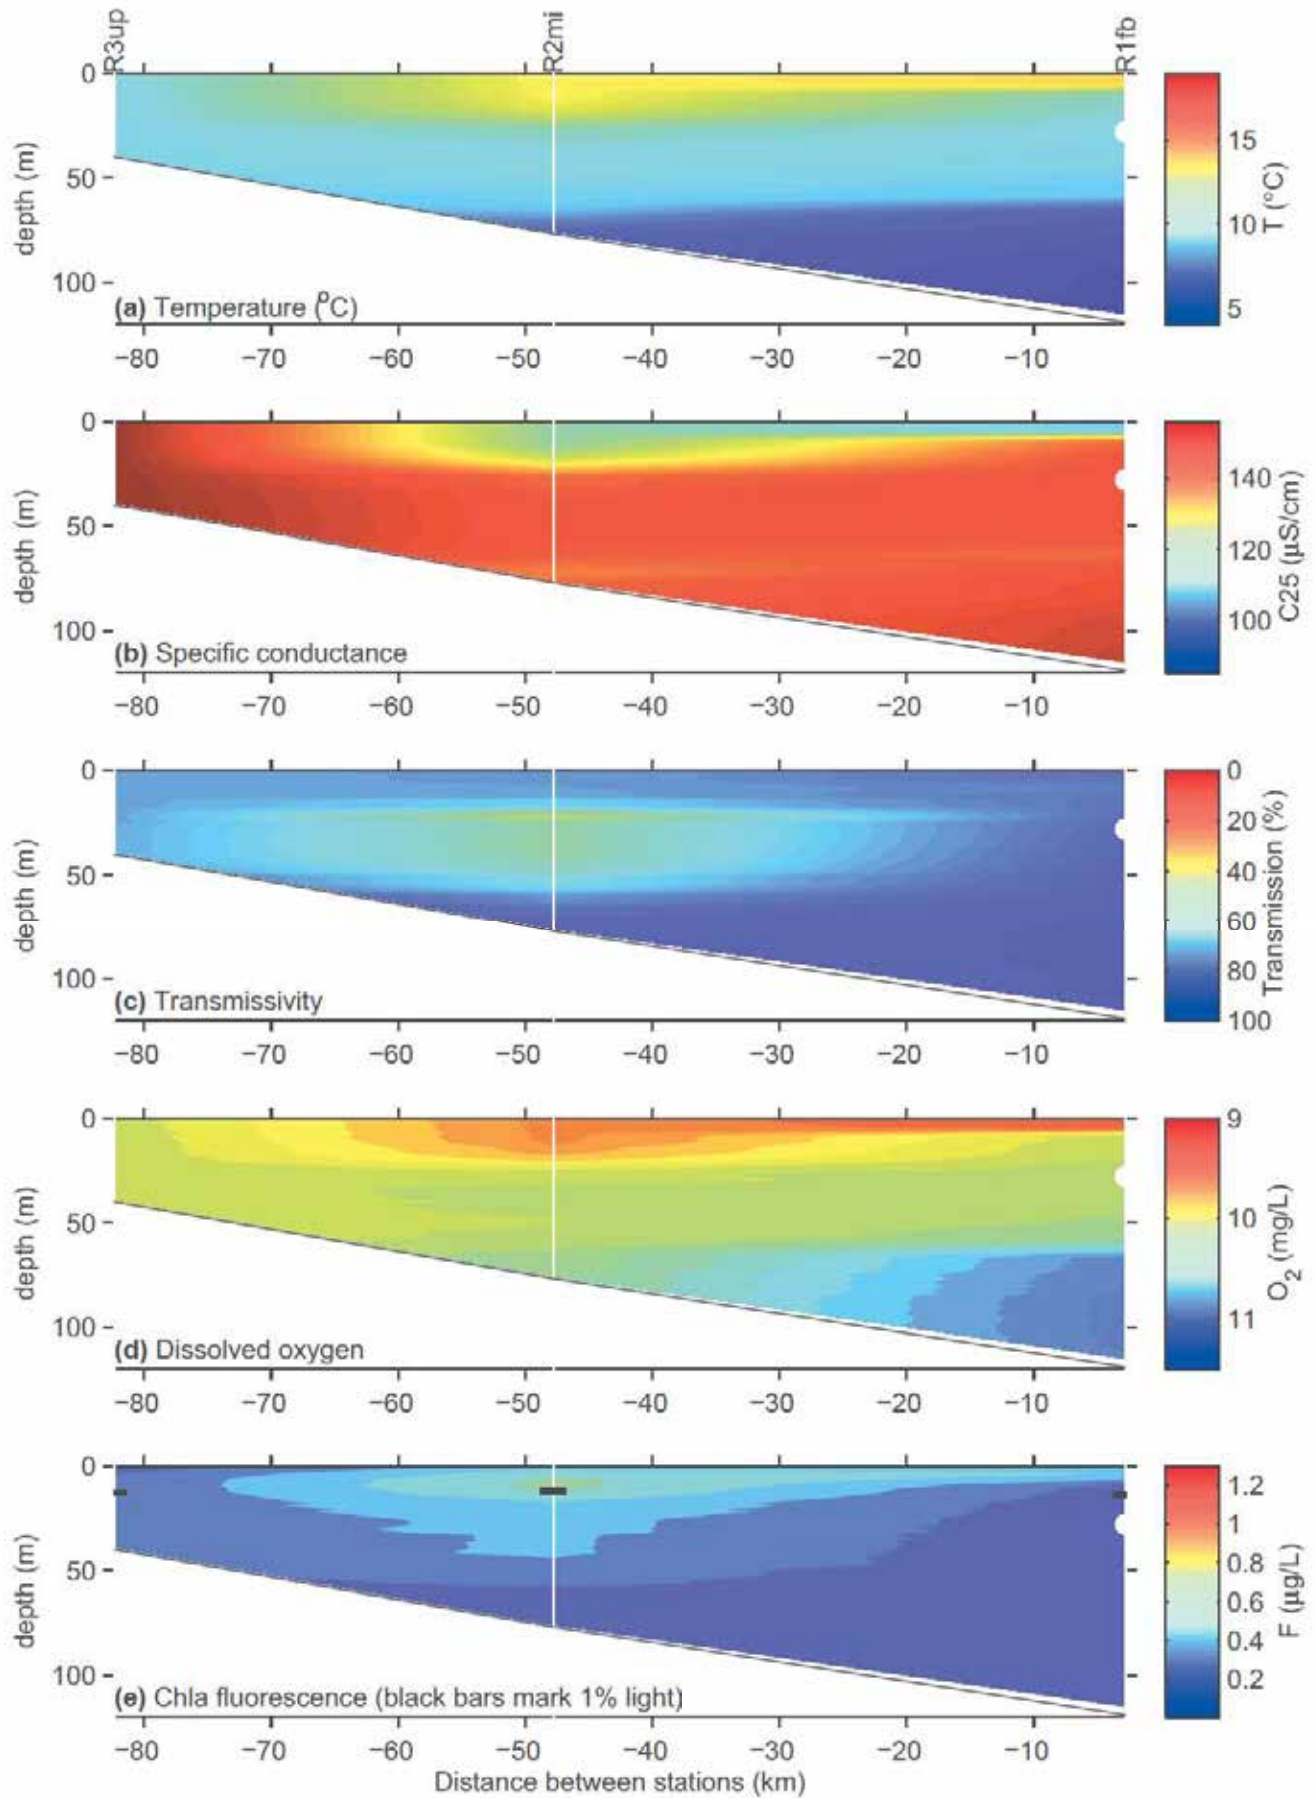 R3up
R2mi
R1fb
0
50
100
depth (m)
(a) Temperature (°C)
15
10
5
T (°C)
−80 −70 −60 −50 −40 −30 −20 −10
0
50
100
depth (m)
(b) Specific conductance
140
120
100
C25 (µS/cm)
−80 −70 −60 −50 −40 −30 −20 −10
0
50
100
depth (m)
(c) Transmissivity
0
20
40
60
80
100
Transmission (%)
−80 −70 −60 −50 −40 −30 −20 −10
0
50
100
depth (m)
(d) Dissolved oxygen
9
10
11
O2 (mg/L)
−80 −70 −60 −50 −40 −30 −20 −10
0
50
100
depth (m)
(e) Chla fluorescence (black bars mark 1% light)
1.2
1
0.8
0.6
0.4
0.2
F (µg/L)
−80 −70 −60 −50 −40 −30 −20 −10
Distance between stations (km)